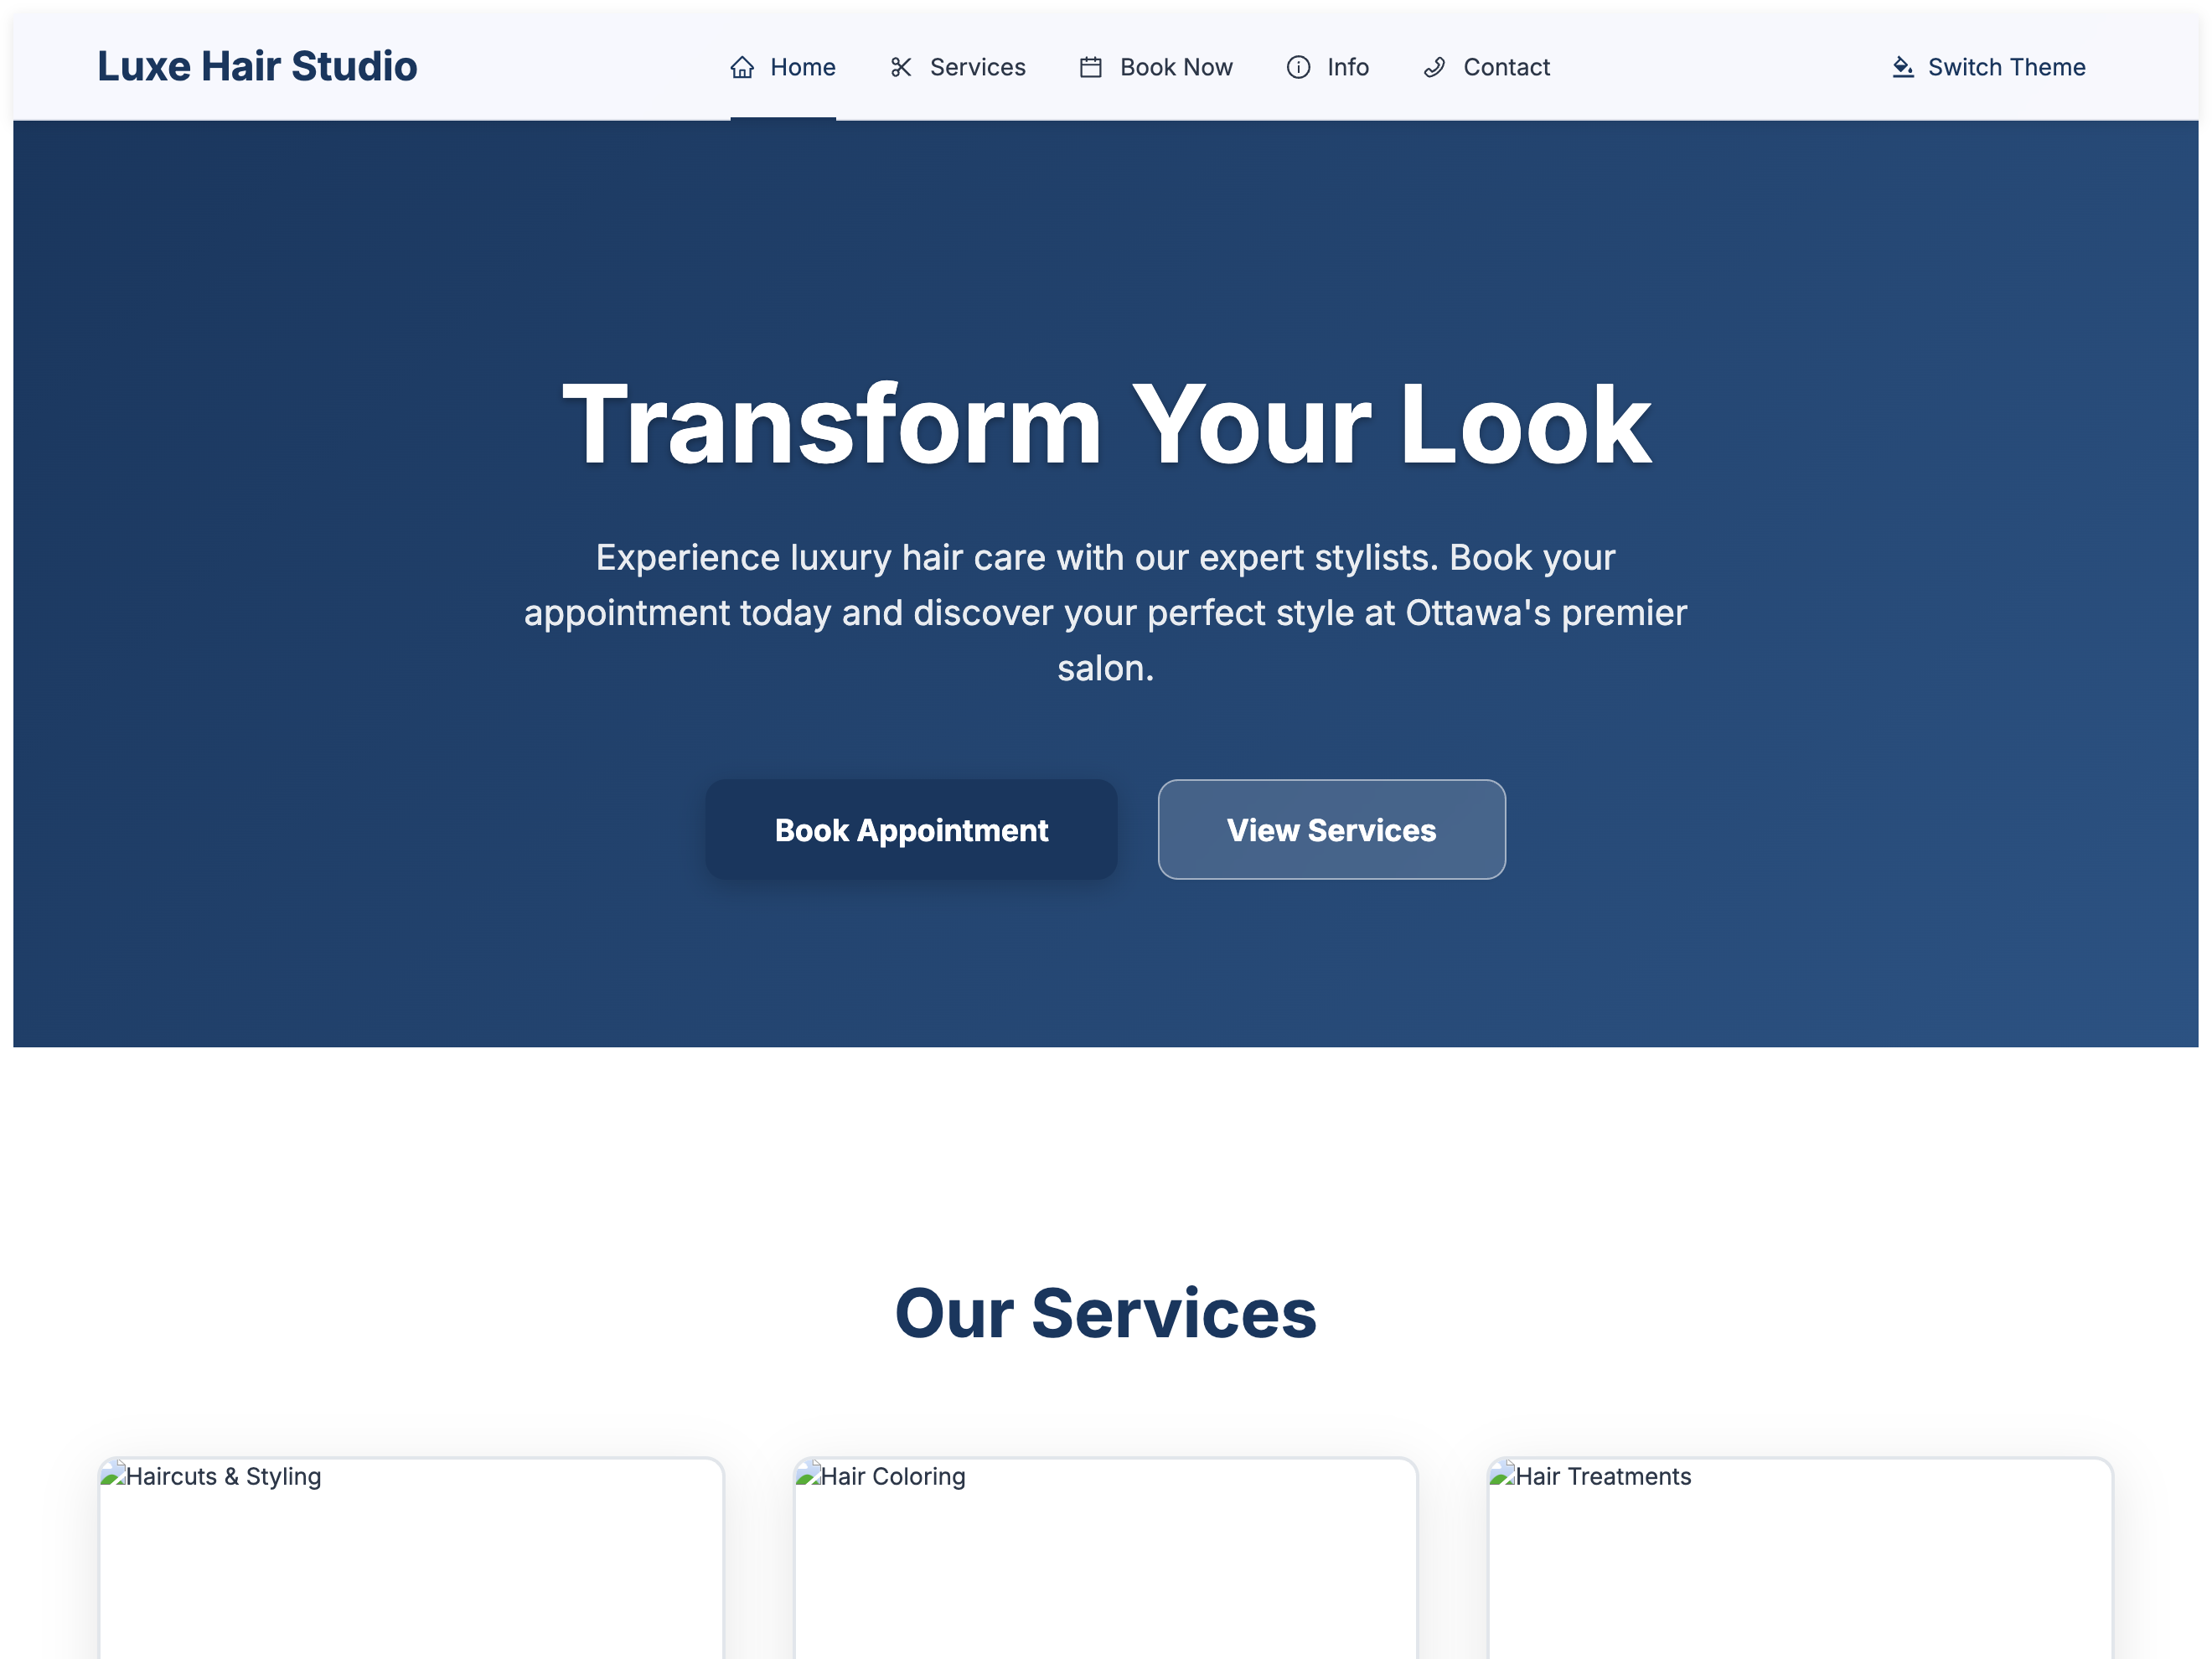 Luxe Hair Studio
Home
Services
Book Now
Info
Contact
Switch Theme
Transform Your Look
Experience luxury hair care with our expert stylists. Book your
appointment today and discover your perfect style at Ottawa's premier
salon.
Book Appointment
View Services
Our Services
Haircuts & Styling
Hair Coloring
Hair Treatments